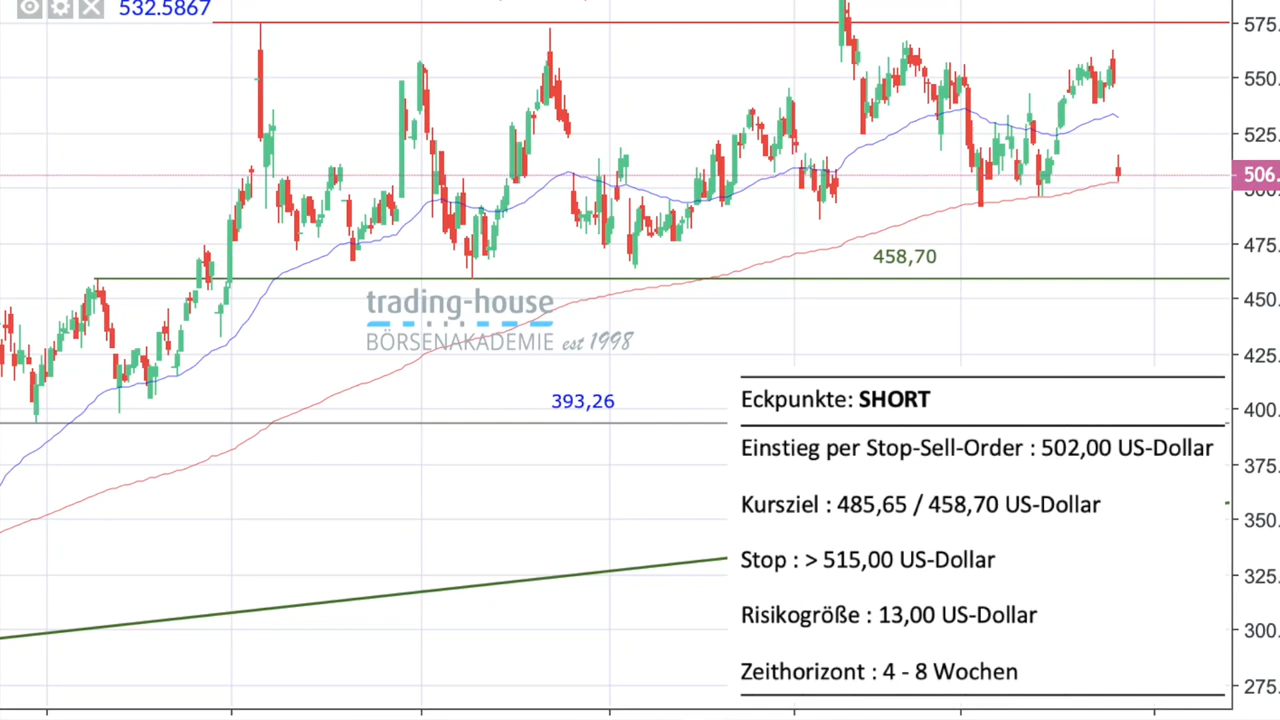 532.5867
575.
550.
525.
506.
500.
475.
458,70
450.
trading-house
BÖRSENAKADEMIE est 1998
425.
393,26
400.
Eckpunkte: SHORT
Einstieg per Stop-Sell-Order : 502,00 US-Dollar
375.
Kursziel : 485,65 / 458,70 US-Dollar
350.
Stop : > 515,00 US-Dollar
325.
Risikogröße : 13,00 US-Dollar
300.
Zeithorizont : 4 - 8 Wochen
275.